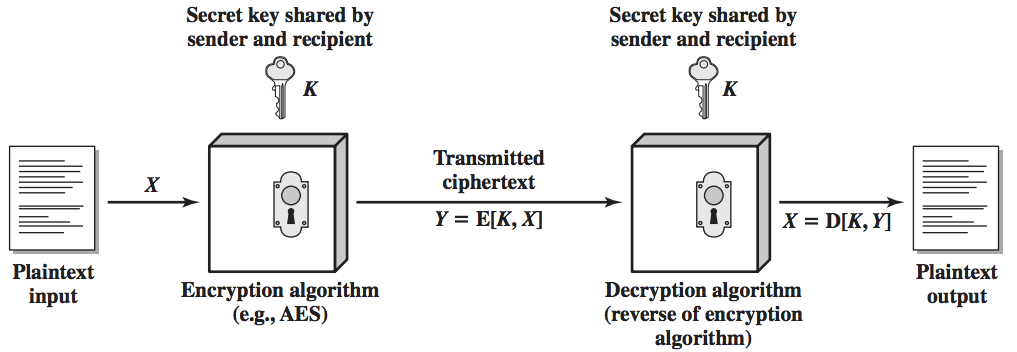 Secret key shared by
sender and recipient
K
Secret key shared by
sender and recipient
K
X
Transmitted
ciphertext
Y = E[K, X]
X = D[K, Y]
Plaintext
input
Encryption algorithm
(e.g., AES)
Decryption algorithm
(reverse of encryption
algorithm)
Plaintext
output